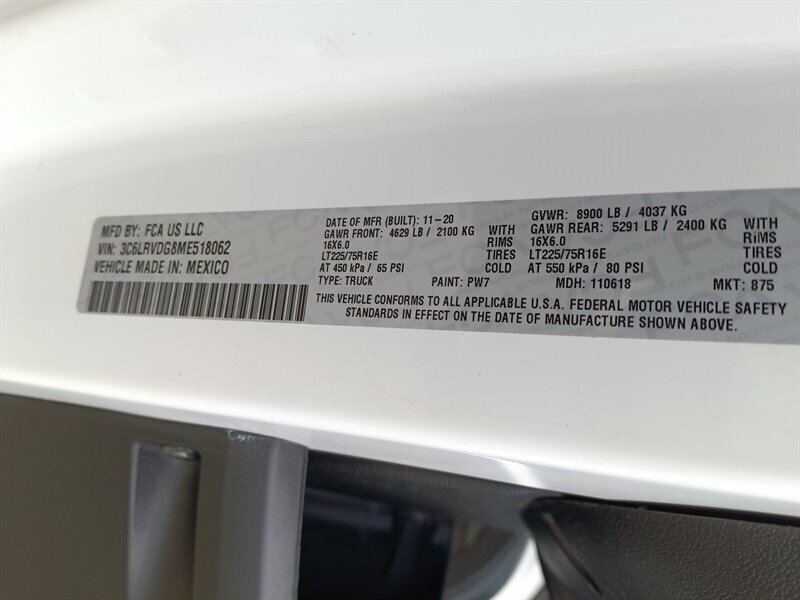 MFD BY: FCA US LLC
VIN: 3C6LRVDG8ME518062
VEHICLE MADE IN: MEXICO
DATE OF MFR (BUILT): 11-20 GVWR: 8900 LB / 4037 KG
GAWR FRONT: 4629 LB / 2100 KG WITH GAWR REAR: 5291 LB / 2400 KG WITH
16X6.0 RIMS 16X6.0 RIMS
LT225/75R16E TIRES LT225/75R16E TIRES
AT 450 kPa / 65 PSI COLD AT 550 kPa / 80 PSI COLD
TYPE: TRUCK PAINT: PW7 MDH: 110618 MKT: 875
THIS VEHICLE CONFORMS TO ALL APPLICABLE U.S.A. FEDERAL MOTOR VEHICLE SAFETY
STANDARDS IN EFFECT ON THE DATE OF MANUFACTURE SHOWN ABOVE.